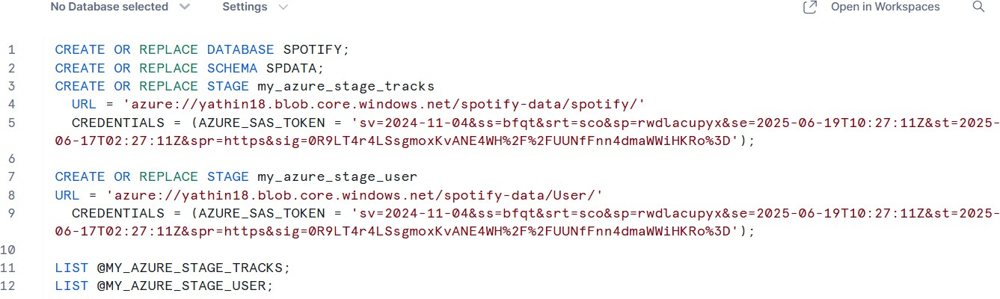 No Database selected
Settings
Open in Workspaces
1 CREATE OR REPLACE DATABASE SPOTIFY;
2 CREATE OR REPLACE SCHEMA SPDATA;
3 CREATE OR REPLACE STAGE my_azure_stage_tracks
4 URL = 'azure://yathin18.blob.core.windows.net/spotify-data/spotify/'
5 CREDENTIALS = (AZURE_SAS_TOKEN = 'sv=2024-11-04&ss=bfqt&srt=sco&sp=rwdlacupyx&se=2025-06-19T10:27:11Z&st=2025-
06-17T02:27:11Z&spr=https&sig=0R9LT4r4LSsgmoxKvANE4WH%2F%2FUUNfFnn4dmaWWiHKRo%3D');
6
7 CREATE OR REPLACE STAGE my_azure_stage_user
8 URL = 'azure://yathin18.blob.core.windows.net/spotify-data/User/'
9 CREDENTIALS = (AZURE_SAS_TOKEN = 'sv=2024-11-04&ss=bfqt&srt=sco&sp=rwdlacupyx&se=2025-06-19T10:27:11Z&st=2025-
06-17T02:27:11Z&spr=https&sig=0R9LT4r4LSsgmoxKvANE4WH%2F%2FUUNfFnn4dmaWWiHKRo%3D');
10
11 LIST @MY_AZURE_STAGE_TRACKS;
12 LIST @MY_AZURE_STAGE_USER;